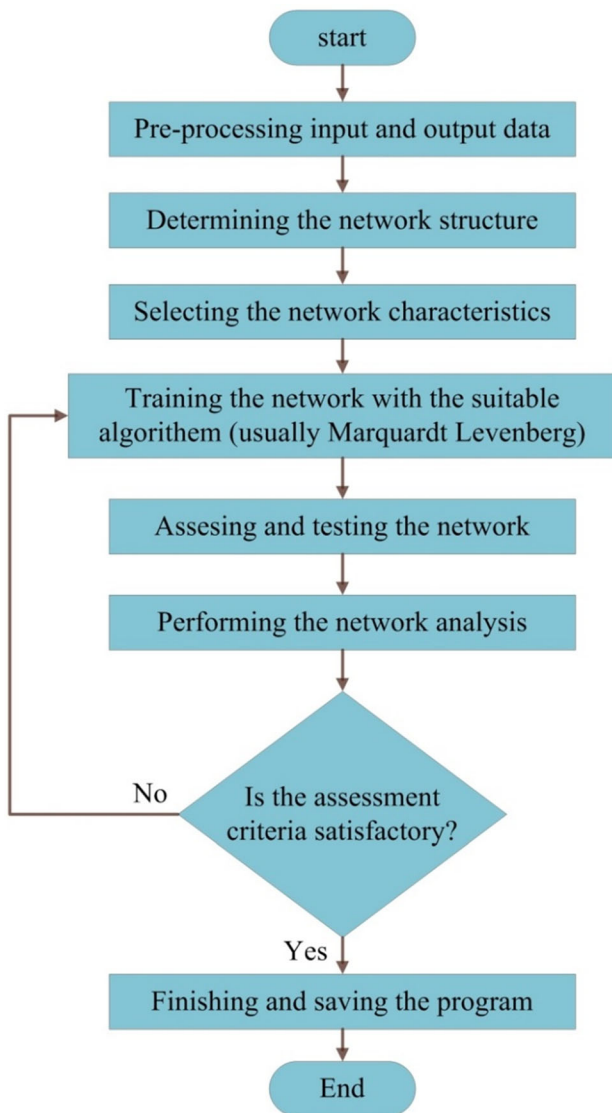 start
Pre-processing input and output data
Determining the network structure
Selecting the network characteristics
Training the network with the suitable
algorithem (usually Marquardt Levenberg)
Assesing and testing the network
Performing the network analysis
Is the assessment
criteria satisfactory?
No
Yes
Finishing and saving the program
End